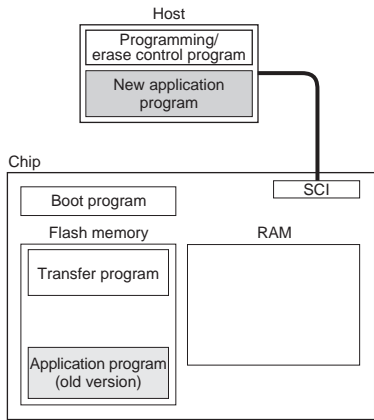 Host
Programming/
erase control program
New application
program
Chip
SCI
Boot program
Flash memory
RAM
Transfer program
Application program
(old version)